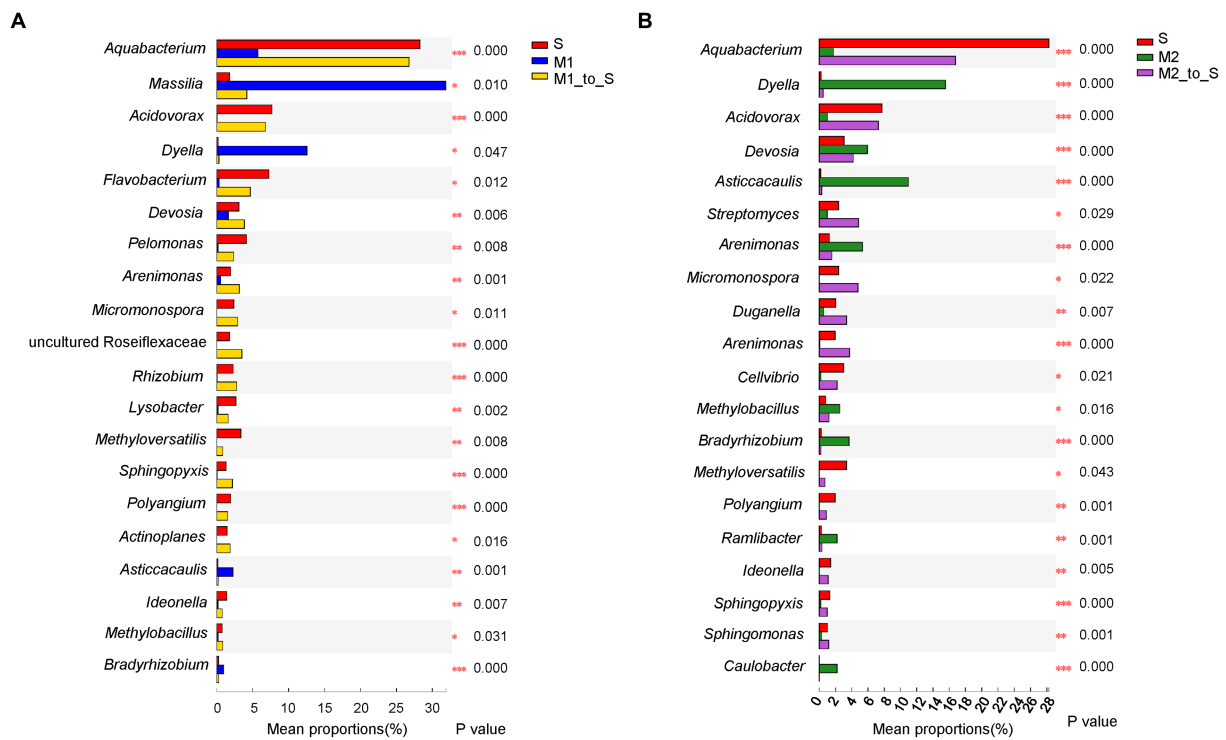 A
Aquabacterium *** 0.000
Massilia * 0.010
Acidovorax *** 0.000
Dyella * 0.047
Flavobacterium * 0.012
Devosia ** 0.006
Pelomonas ** 0.008
Arenimonas ** 0.001
Micromonospora * 0.011
uncultured Roseiflexaceae *** 0.000
Rhizobium *** 0.000
Lysobacter ** 0.002
Methyloversatilis ** 0.008
Sphingopyxis *** 0.000
Polyangium *** 0.000
Actinoplanes * 0.016
Asticcacaulis ** 0.001
Ideonella ** 0.007
Methylobacillus * 0.031
Bradyrhizobium *** 0.000
0 5 10 15 20 25 30
Mean proportions(%) P value
S
M1
M1_to_S
B
Aquabacterium *** 0.000
Dyella *** 0.000
Acidovorax *** 0.000
Devosia *** 0.000
Asticcacaulis *** 0.000
Streptomyces * 0.029
Arenimonas *** 0.000
Micromonospora * 0.022
Duganella ** 0.007
Arenimonas *** 0.000
Cellvibrio * 0.021
Methylobacillus * 0.016
Bradyrhizobium *** 0.000
Methyloversatilis * 0.043
Polyangium ** 0.001
Ramlibacter ** 0.001
Ideonella ** 0.005
Sphingopyxis *** 0.000
Sphingomonas ** 0.001
Caulobacter *** 0.000
0 2 4 6 8 10 12 14 16 18 20 22 24 26 28
Mean proportions(%) P value
S
M2
M2_to_S